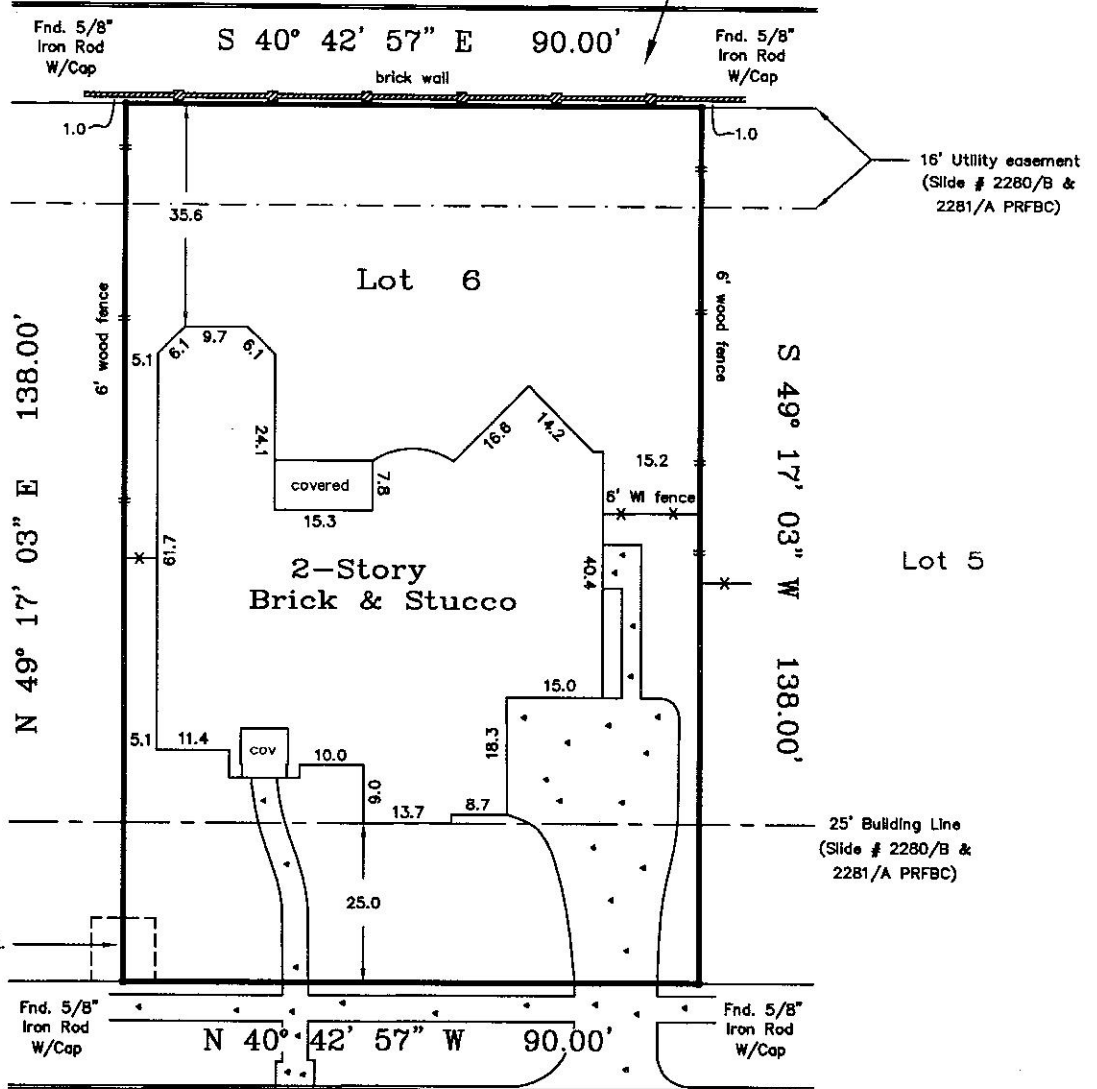 Fnd. 5/8"
Iron Rod
W/Cap
S 40° 42' 57" E 90.00'
Fnd. 5/8"
Iron Rod
W/Cap
brick wall
1.0
1.0
16' Utility easement
(Slide # 2280/B &
2281/A PRFBC)
35.6
Lot 6
6' wood fence
6' wood fence
N 49° 17' 03" E 138.00'
S 49° 17' 03" W 138.00'
5.1
6.1
9.7
6.1
24.1
16.6
14.2
15.2
covered
7.8
15.3
6' WI fence
61.7
2-Story
Brick & Stucco
40.4
Lot 5
15.0
5.1
11.4
cov
10.0
18.3
9.0
13.7
8.7
25' Building Line
(Slide # 2280/B &
2281/A PRFBC)
25.0
Fnd. 5/8"
Iron Rod
W/Cap
N 40° 42' 57" W 90.00'
Fnd. 5/8"
Iron Rod
W/Cap